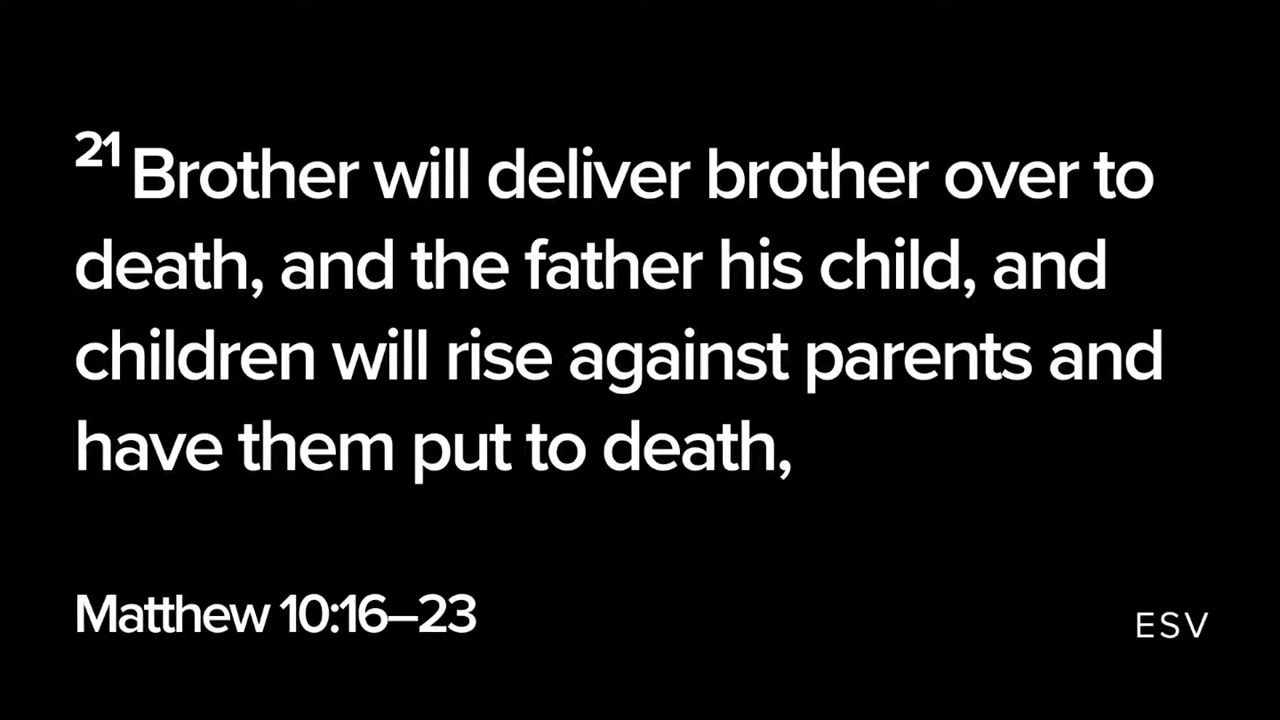 21 Brother will deliver brother over to
death, and the father his child, and
children will rise against parents and
have them put to death,
Matthew 10:16–23
ESV